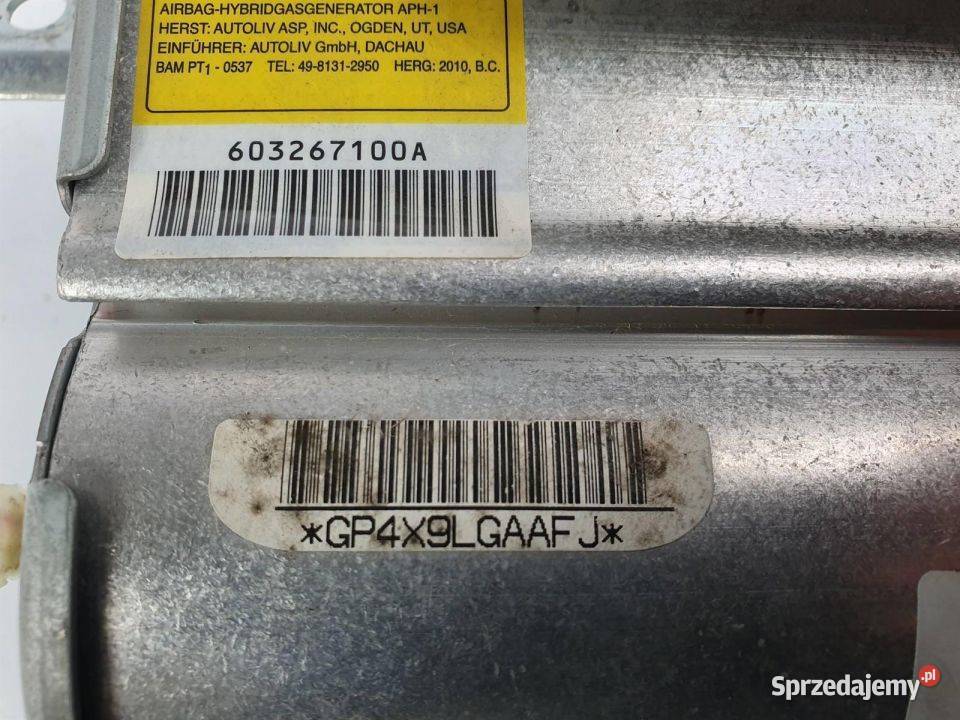 AIRBAG-HYBRIDGASGENERATOR APH-1
HERST: AUTOLIV ASP, INC., OGDEN, UT, USA
EINFÜHRER: AUTOLIV GmbH, DACHAU
BAM PT1 - 0537 TEL: 49-8131-2950 HERG: 2010, B.C.
603267100A
*GP4X9LGAAFJ*
Sprzedajemy.pl